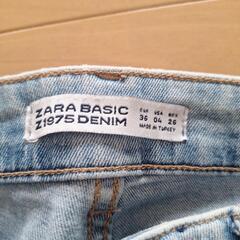 ZARA BASIC
Z1975 DENIM
EUR USA MEX
36 04 26
MADE IN TURKEY